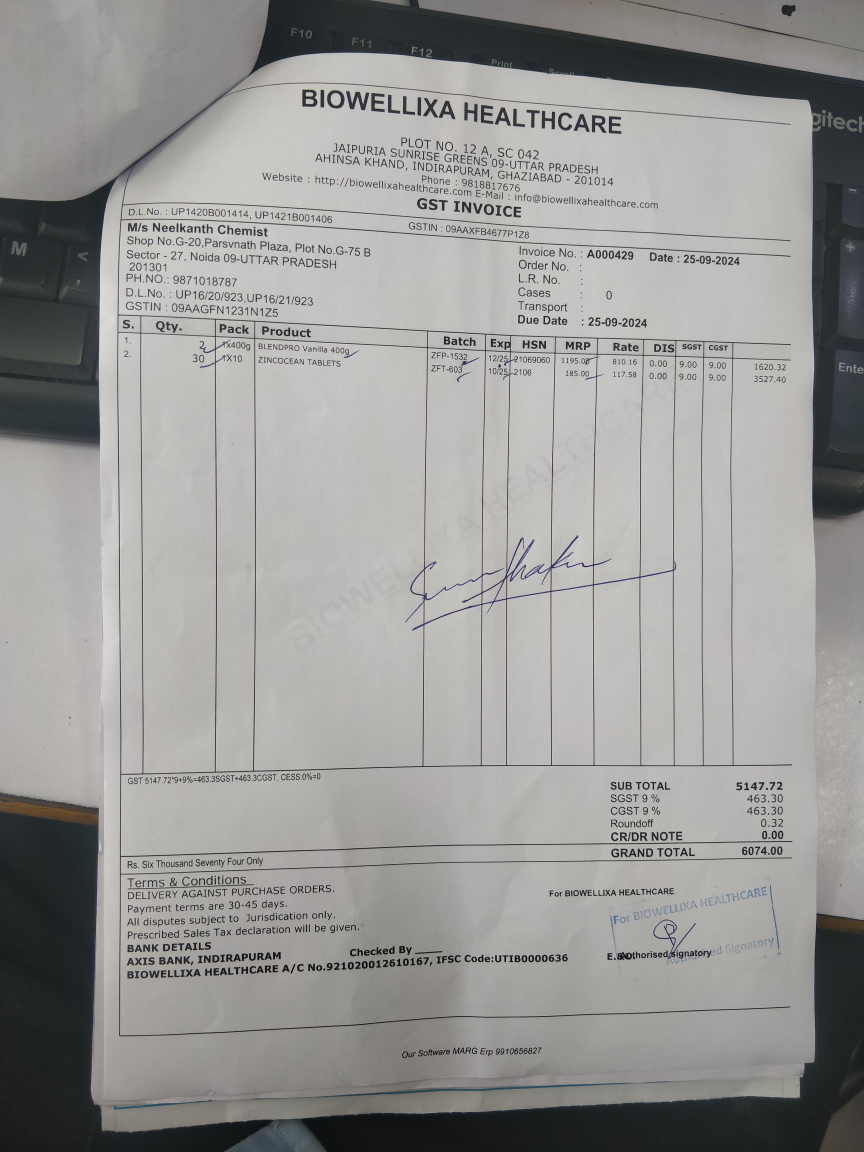 F10 F11 F12 Print
gitech
M
<
Enter
BIOWELLIXA HEALTHCARE
PLOT NO. 12 A, SC 042
JAIPURIA SUNRISE GREENS 09-UTTAR PRADESH
AHINSA KHAND, INDIRAPURAM, GHAZIABAD - 201014
Phone : 9818817676
Website : http://biowellixahealthcare.com E-Mail : info@biowellixahealthcare.com
GST INVOICE
D.L.No. : UP1420B001414, UP1421B001406 GSTIN : 09AAXFB4677P1Z8
M/s Neelkanth Chemist
Shop No.G-20,Parsvnath Plaza, Plot No.G-75 B
Sector - 27, Noida 09-UTTAR PRADESH
201301
PH.NO.: 9871018787
D.L.No. : UP16/20/923,UP16/21/923
GSTIN : 09AAGFN1231N1Z5
Invoice No. : A000429 Date : 25-09-2024
Order No. :
L.R. No. :
Cases : 0
Transport :
Due Date : 25-09-2024
S. Qty. Pack Product Batch Exp HSN MRP Rate DIS SGST CGST
1. 2 1x400g BLENDPRO Vanilla 400g ZFP-1532 12/25 21069060 1195.00 810.16 0.00 9.00 9.00 1620.32
2. 30 1X10 ZINCOCEAN TABLETS ZFT-603 10/25 2106 185.00 117.58 0.00 9.00 9.00 3527.40
BIOWELLIXA HEALTHCARE
GST 5147.72*9+9%=463.3SGST+463.3CGST, CESS:0%=0
SUB TOTAL 5147.72
SGST 9 % 463.30
CGST 9 % 463.30
Roundoff 0.32
CR/DR NOTE 0.00
GRAND TOTAL 6074.00
Rs. Six Thousand Seventy Four Only
Terms & Conditions
DELIVERY AGAINST PURCHASE ORDERS.
Payment terms are 30-45 days.
All disputes subject to Jurisdication only.
Prescribed Sales Tax declaration will be given.
BANK DETAILS
AXIS BANK, INDIRAPURAM Checked By ____
BIOWELLIXA HEALTHCARE A/C No.921020012610167, IFSC Code:UTIB0000636
For BIOWELLIXA HEALTHCARE
For BIOWELLIXA HEALTHCARE
Authorised Signatory
Authorised signatory
Our Software MARG Erp 9910656827